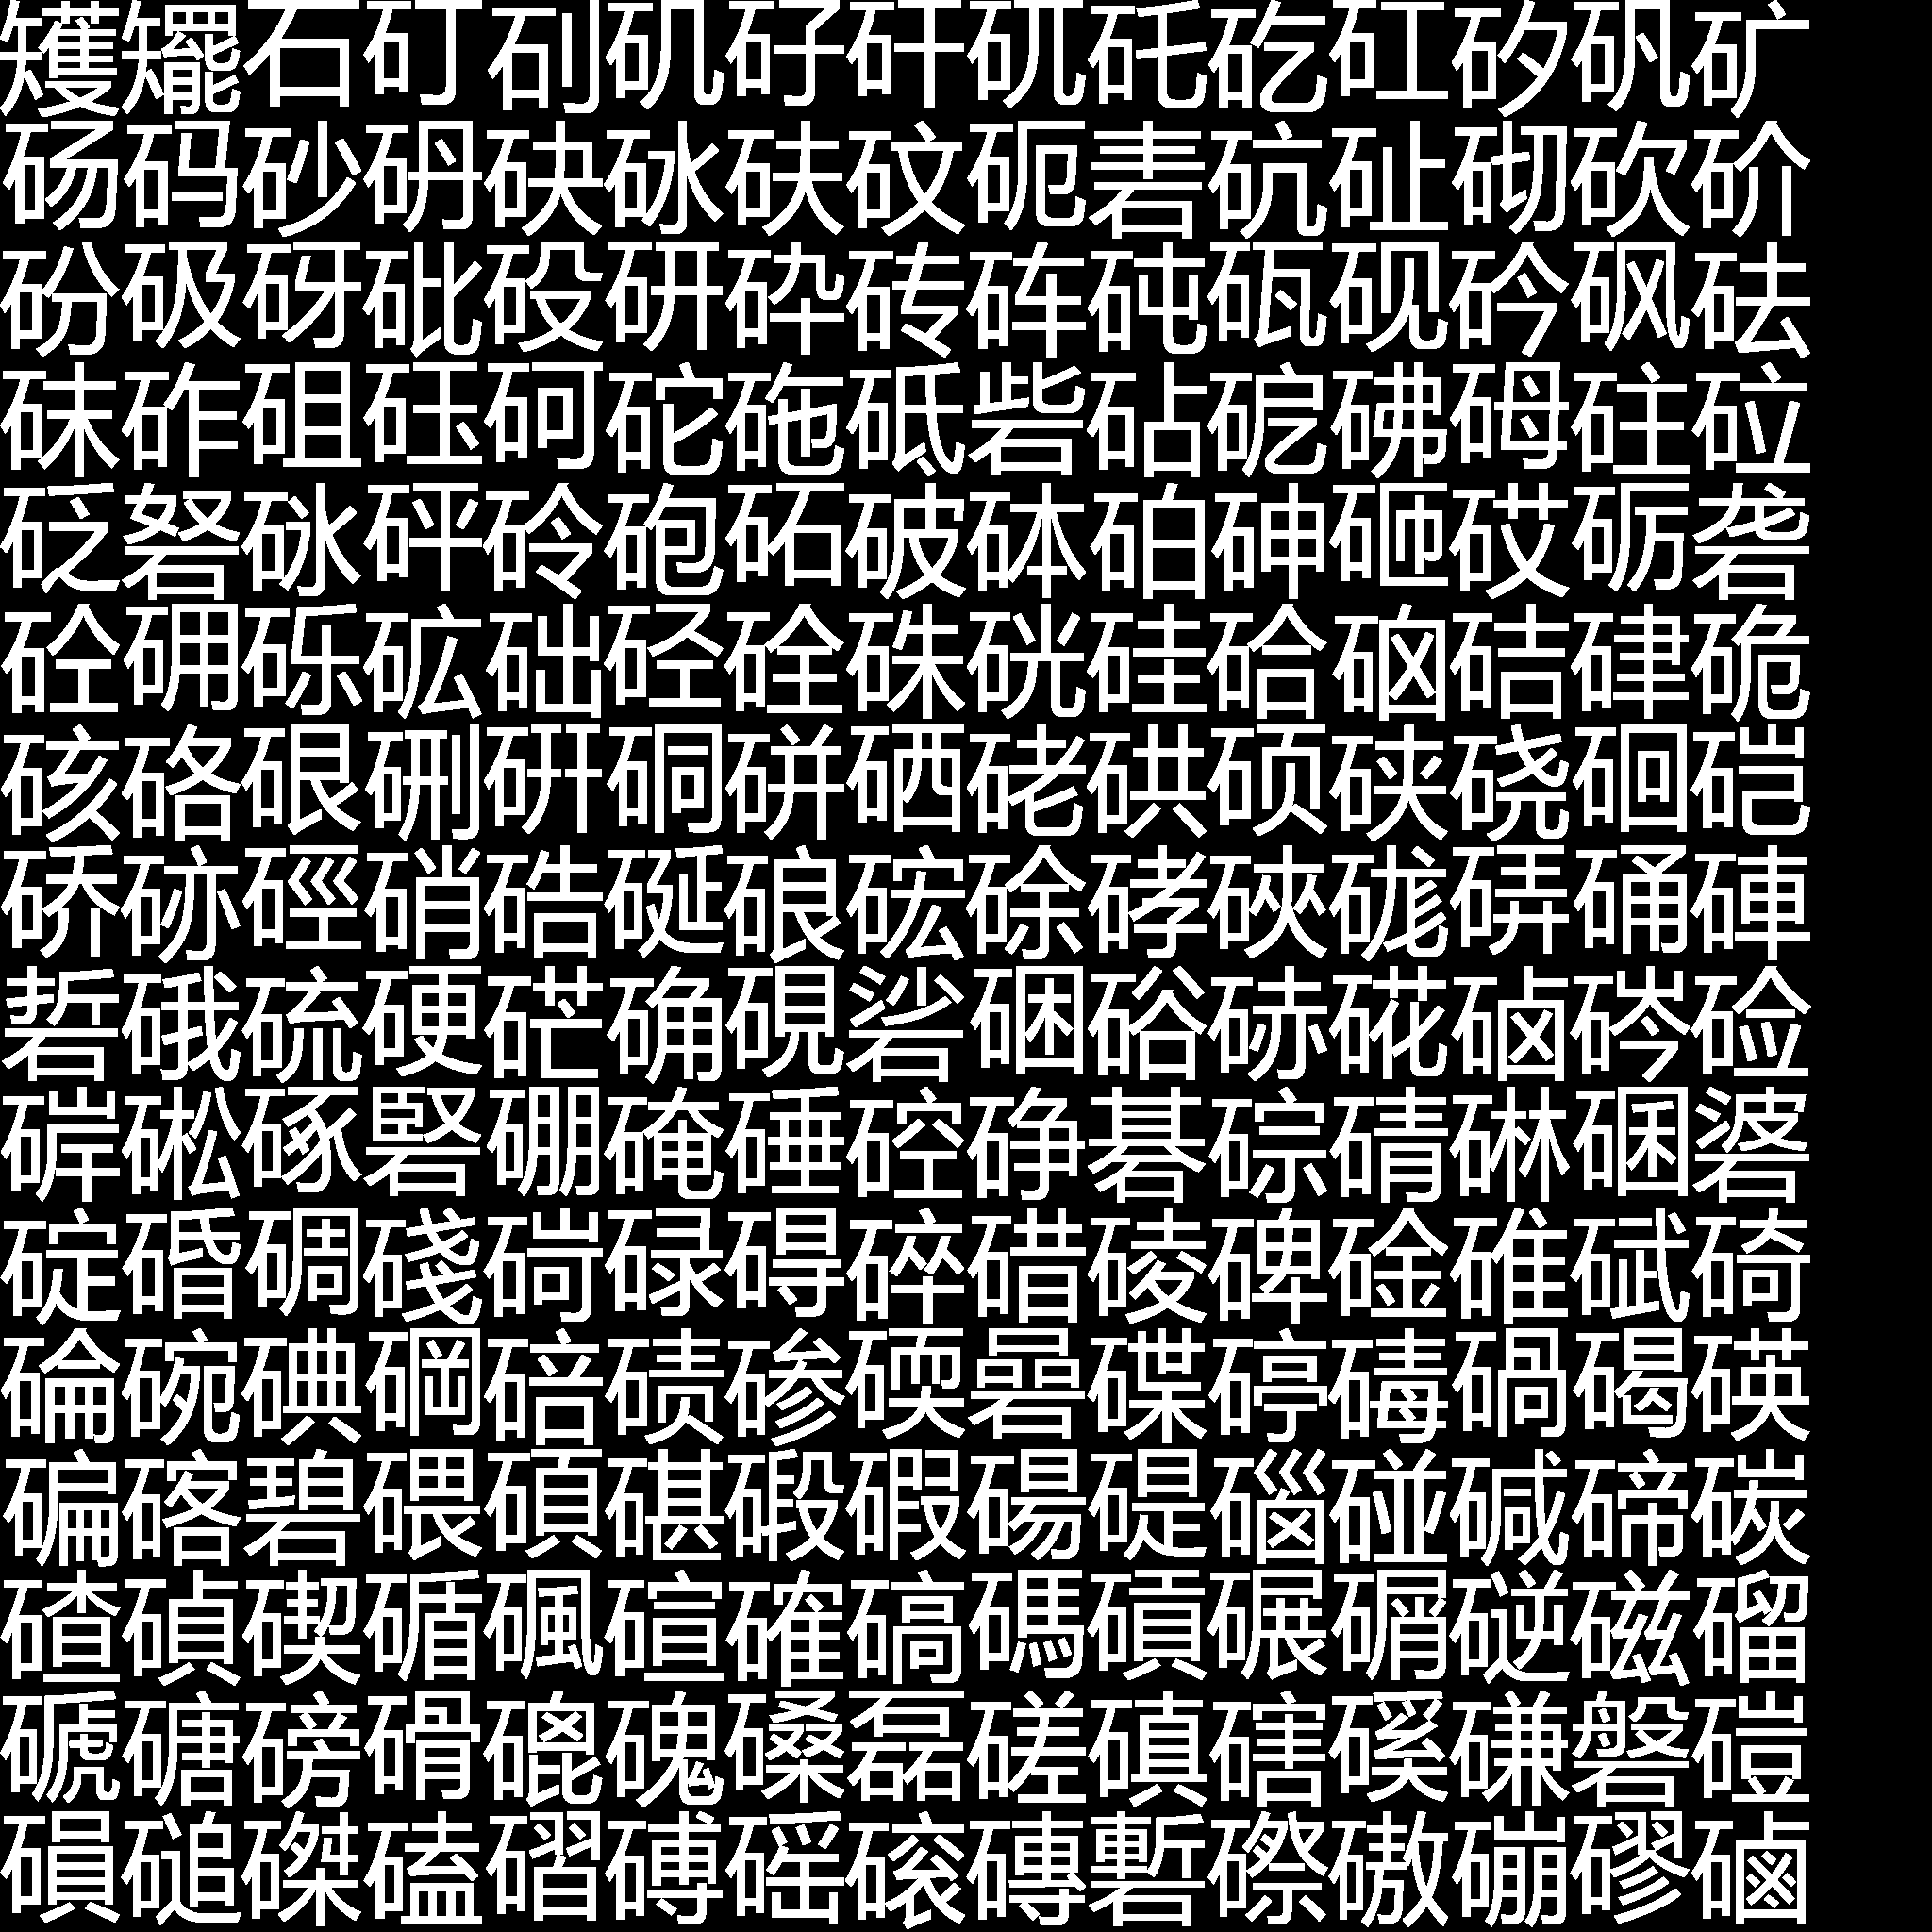 矱矲石矴矵矶矷矸矹矺矻矼矽矾矿
砀码砂砃砄砅砆砇砈砉砊砋砌砍砎
砏砐砑砒砓研砕砖砗砘砙砚砛砜砝
砞砟砠砡砢砣砤砥砦砧砨砩砪砫砬
砭砮砯砰砱砲砳破砵砶砷砸砹砺砻
砼砽砾砿础硁硂硃硄硅硆硇硈硉硊
硋硌硍硎硏硐硑硒硓硔硕硖硗硘硙
硚硛硜硝硞硟硠硡硢硣硤硥硦硧硨
硩硪硫硬硭确硯硰硱硲硳硴硵硶硷
硸硹硺硻硼硽硾硿碀碁碂碃碄碅碆
碇碈碉碊碋碌碍碎碏碐碑碒碓碔碕
碖碗碘碙碚碛碜碝碞碟碠碡碢碣碤
碥碦碧碨碩碪碫碬碭碮碯碰碱碲碳
碴碵碶碷碸碹確碻碼碽碾碿磀磁磂
磃磄磅磆磇磈磉磊磋磌磍磎磏磐磑
磒磓磔磕磖磗磘磙磚磛磜磝磞磟磠